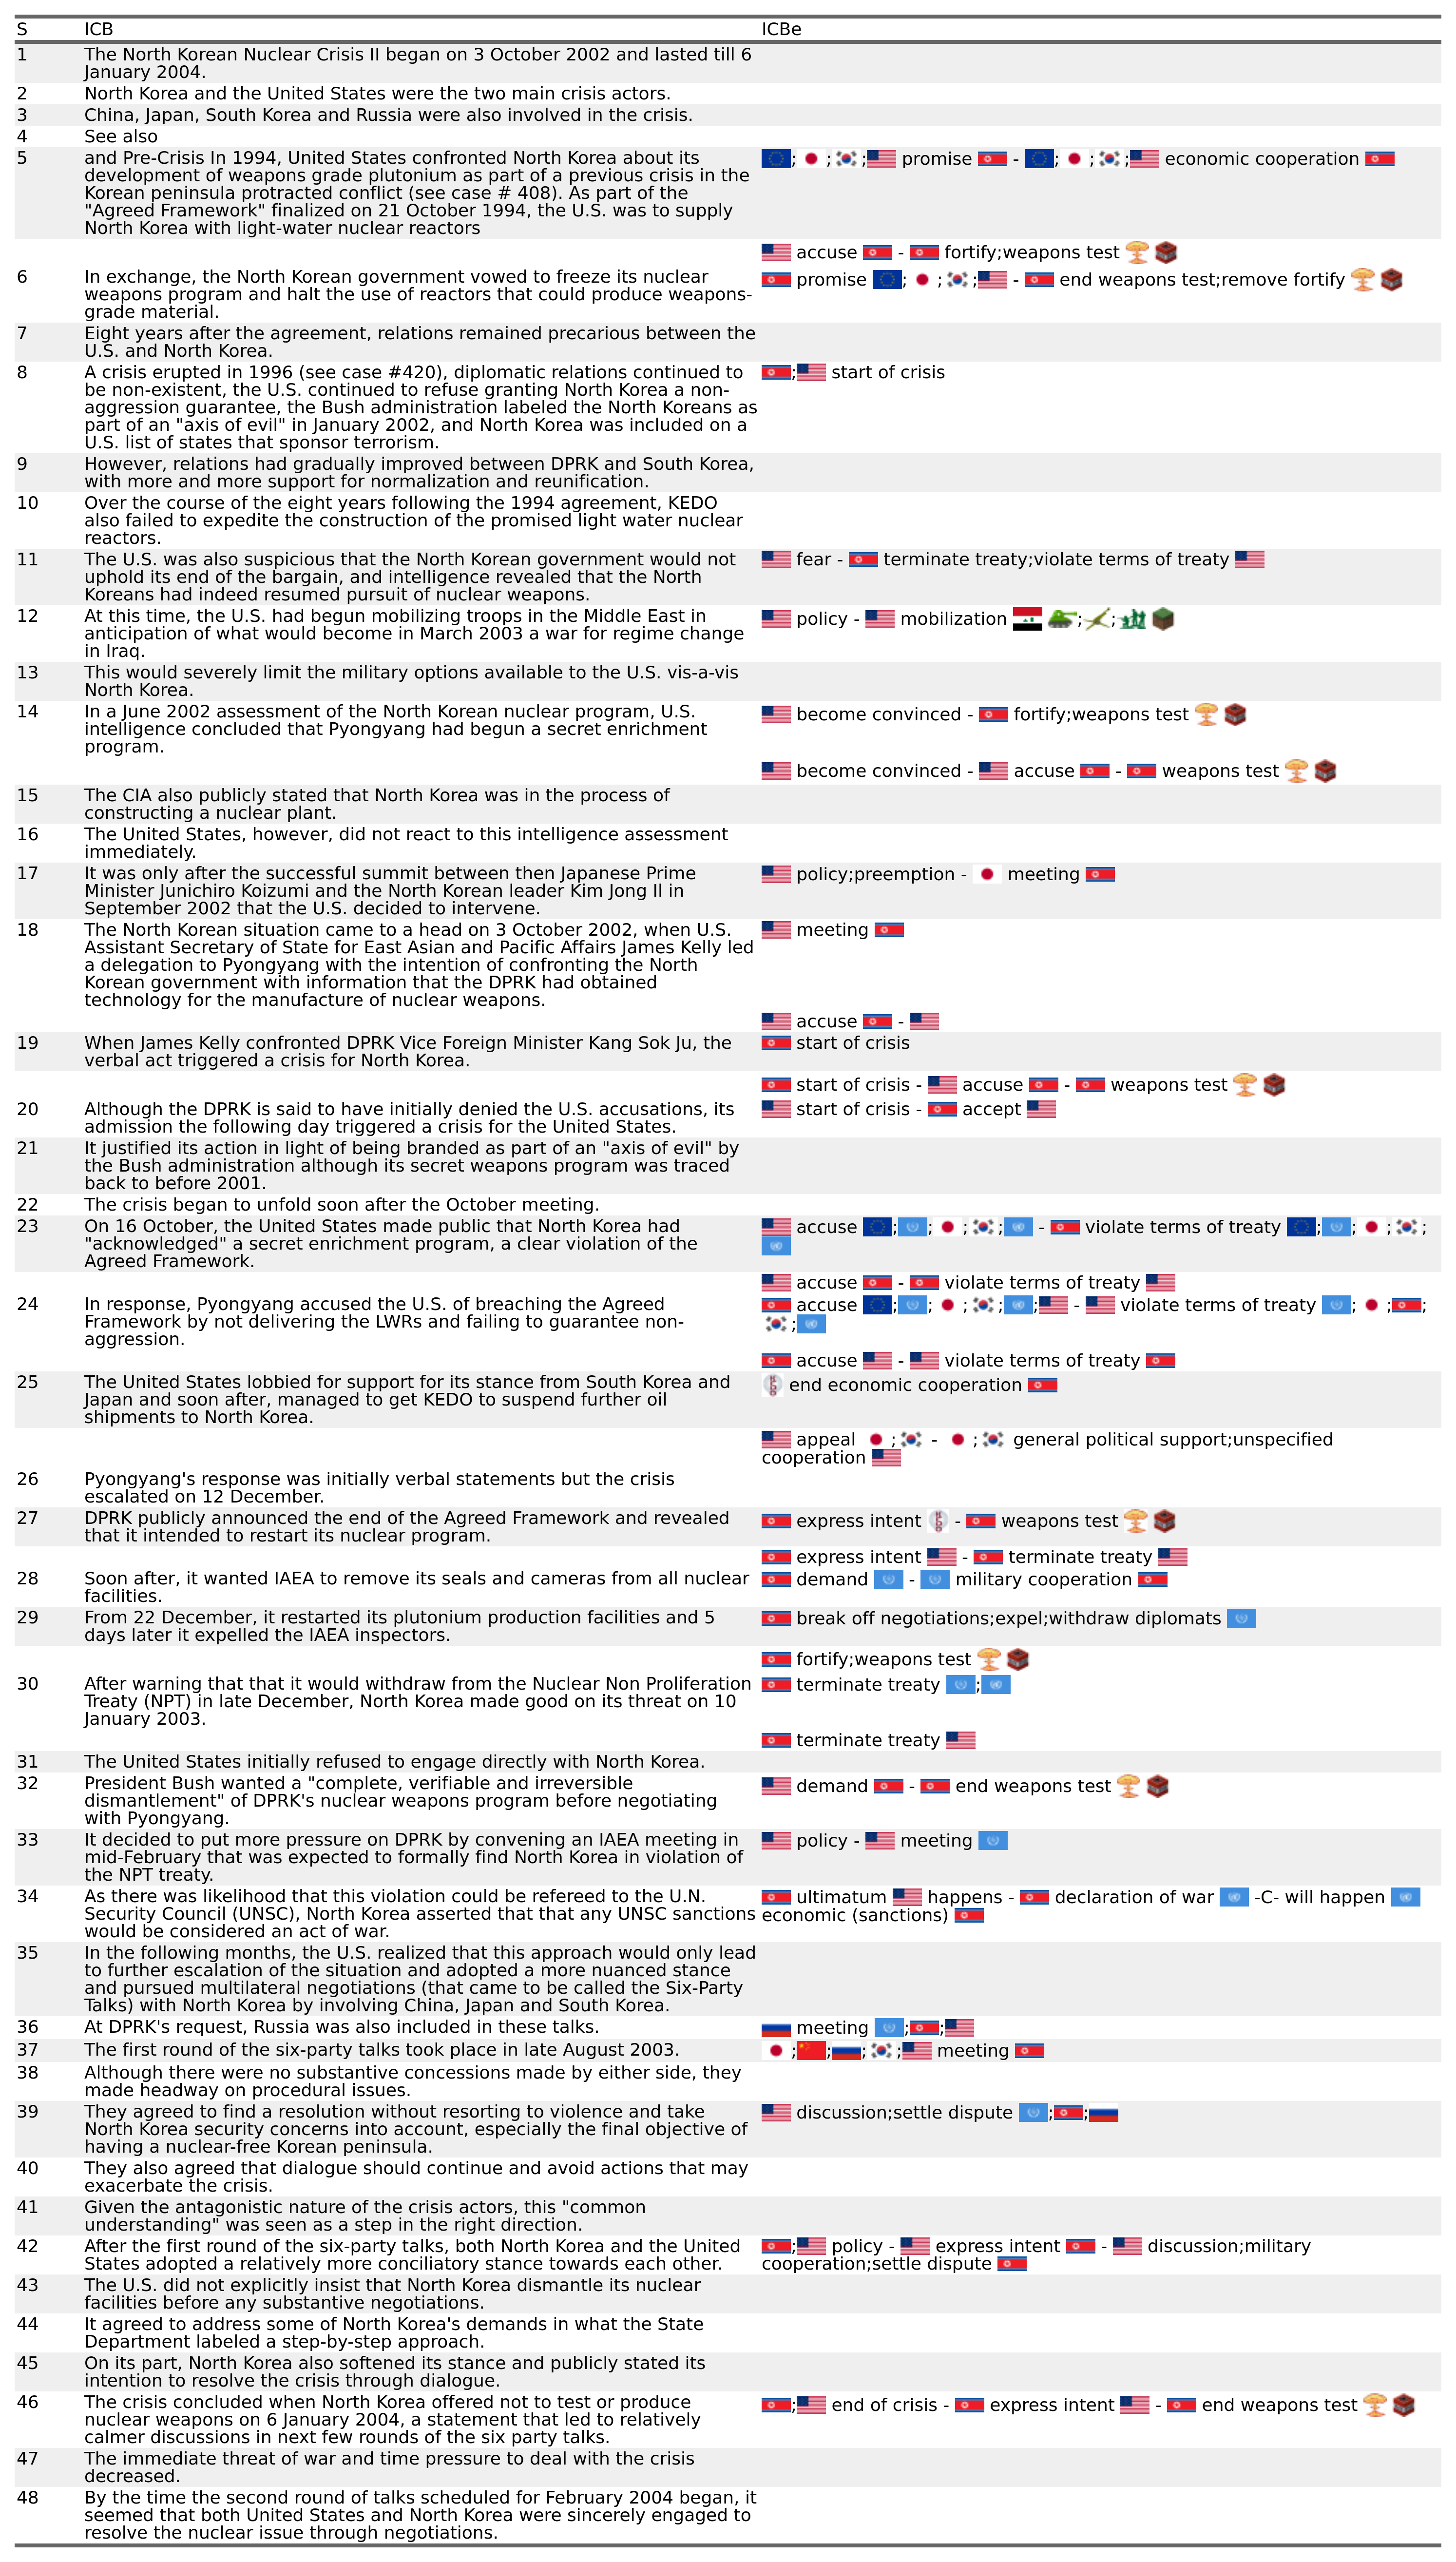 S ICB ICBe
1 The North Korean Nuclear Crisis II began on 3 October 2002 and lasted till 6
January 2004.
2 North Korea and the United States were the two main crisis actors.
3 China, Japan, South Korea and Russia were also involved in the crisis.
4 See also
5 and Pre-Crisis In 1994, United States confronted North Korea about its ; ; ; promise - ; ; ; economic cooperation
development of weapons grade plutonium as part of a previous crisis in the
Korean peninsula protracted conflict (see case # 408). As part of the
"Agreed Framework" finalized on 21 October 1994, the U.S. was to supply
North Korea with light-water nuclear reactors
accuse - fortify;weapons test
6 In exchange, the North Korean government vowed to freeze its nuclear promise ; ; ; - end weapons test;remove fortify
weapons program and halt the use of reactors that could produce weapons-
grade material.
7 Eight years after the agreement, relations remained precarious between the
U.S. and North Korea.
8 A crisis erupted in 1996 (see case #420), diplomatic relations continued to ; start of crisis
be non-existent, the U.S. continued to refuse granting North Korea a non-
aggression guarantee, the Bush administration labeled the North Koreans as
part of an "axis of evil" in January 2002, and North Korea was included on a
U.S. list of states that sponsor terrorism.
9 However, relations had gradually improved between DPRK and South Korea,
with more and more support for normalization and reunification.
10 Over the course of the eight years following the 1994 agreement, KEDO
also failed to expedite the construction of the promised light water nuclear
reactors.
11 The U.S. was also suspicious that the North Korean government would not fear - terminate treaty;violate terms of treaty
uphold its end of the bargain, and intelligence revealed that the North
Koreans had indeed resumed pursuit of nuclear weapons.
12 At this time, the U.S. had begun mobilizing troops in the Middle East in policy - mobilization ; ;
anticipation of what would become in March 2003 a war for regime change
in Iraq.
13 This would severely limit the military options available to the U.S. vis-a-vis
North Korea.
14 In a June 2002 assessment of the North Korean nuclear program, U.S. become convinced - fortify;weapons test
intelligence concluded that Pyongyang had begun a secret enrichment
program.
become convinced - accuse - weapons test
15 The CIA also publicly stated that North Korea was in the process of
constructing a nuclear plant.
16 The United States, however, did not react to this intelligence assessment
immediately.
17 It was only after the successful summit between then Japanese Prime policy;preemption - meeting
Minister Junichiro Koizumi and the North Korean leader Kim Jong Il in
September 2002 that the U.S. decided to intervene.
18 The North Korean situation came to a head on 3 October 2002, when U.S. meeting
Assistant Secretary of State for East Asian and Pacific Affairs James Kelly led
a delegation to Pyongyang with the intention of confronting the North
Korean government with information that the DPRK had obtained
technology for the manufacture of nuclear weapons.
accuse -
19 When James Kelly confronted DPRK Vice Foreign Minister Kang Sok Ju, the start of crisis
verbal act triggered a crisis for North Korea.
start of crisis - accuse - weapons test
20 Although the DPRK is said to have initially denied the U.S. accusations, its start of crisis - accept
admission the following day triggered a crisis for the United States.
21 It justified its action in light of being branded as part of an "axis of evil" by
the Bush administration although its secret weapons program was traced
back to before 2001.
22 The crisis began to unfold soon after the October meeting.
23 On 16 October, the United States made public that North Korea had accuse ; ; ; ; - violate terms of treaty ; ; ; ;
"acknowledged" a secret enrichment program, a clear violation of the
Agreed Framework.
accuse - violate terms of treaty
24 In response, Pyongyang accused the U.S. of breaching the Agreed accuse ; ; ; ; ; - violate terms of treaty ; ; ;
Framework by not delivering the LWRs and failing to guarantee non- ;
aggression.
accuse - violate terms of treaty
25 The United States lobbied for support for its stance from South Korea and end economic cooperation
Japan and soon after, managed to get KEDO to suspend further oil
shipments to North Korea.
appeal ; - ; general political support;unspecified
cooperation
26 Pyongyang's response was initially verbal statements but the crisis
escalated on 12 December.
27 DPRK publicly announced the end of the Agreed Framework and revealed express intent - weapons test
that it intended to restart its nuclear program.
express intent - terminate treaty
28 Soon after, it wanted IAEA to remove its seals and cameras from all nuclear demand - military cooperation
facilities.
29 From 22 December, it restarted its plutonium production facilities and 5 break off negotiations;expel;withdraw diplomats
days later it expelled the IAEA inspectors.
fortify;weapons test
30 After warning that that it would withdraw from the Nuclear Non Proliferation terminate treaty ;
Treaty (NPT) in late December, North Korea made good on its threat on 10
January 2003.
terminate treaty
31 The United States initially refused to engage directly with North Korea.
32 President Bush wanted a "complete, verifiable and irreversible demand - end weapons test
dismantlement" of DPRK's nuclear weapons program before negotiating
with Pyongyang.
33 It decided to put more pressure on DPRK by convening an IAEA meeting in policy - meeting
mid-February that was expected to formally find North Korea in violation of
the NPT treaty.
34 As there was likelihood that this violation could be refereed to the U.N. ultimatum happens - declaration of war -C- will happen
Security Council (UNSC), North Korea asserted that that any UNSC sanctions economic (sanctions)
would be considered an act of war.
35 In the following months, the U.S. realized that this approach would only lead
to further escalation of the situation and adopted a more nuanced stance
and pursued multilateral negotiations (that came to be called the Six-Party
Talks) with North Korea by involving China, Japan and South Korea.
36 At DPRK's request, Russia was also included in these talks. meeting ; ;
37 The first round of the six-party talks took place in late August 2003. ; ; ; ; meeting
38 Although there were no substantive concessions made by either side, they
made headway on procedural issues.
39 They agreed to find a resolution without resorting to violence and take discussion;settle dispute ; ;
North Korea security concerns into account, especially the final objective of
having a nuclear-free Korean peninsula.
40 They also agreed that dialogue should continue and avoid actions that may
exacerbate the crisis.
41 Given the antagonistic nature of the crisis actors, this "common
understanding" was seen as a step in the right direction.
42 After the first round of the six-party talks, both North Korea and the United ; policy - express intent - discussion;military
States adopted a relatively more conciliatory stance towards each other. cooperation;settle dispute
43 The U.S. did not explicitly insist that North Korea dismantle its nuclear
facilities before any substantive negotiations.
44 It agreed to address some of North Korea's demands in what the State
Department labeled a step-by-step approach.
45 On its part, North Korea also softened its stance and publicly stated its
intention to resolve the crisis through dialogue.
46 The crisis concluded when North Korea offered not to test or produce ; end of crisis - express intent - end weapons test
nuclear weapons on 6 January 2004, a statement that led to relatively
calmer discussions in next few rounds of the six party talks.
47 The immediate threat of war and time pressure to deal with the crisis
decreased.
48 By the time the second round of talks scheduled for February 2004 began, it
seemed that both United States and North Korea were sincerely engaged to
resolve the nuclear issue through negotiations.